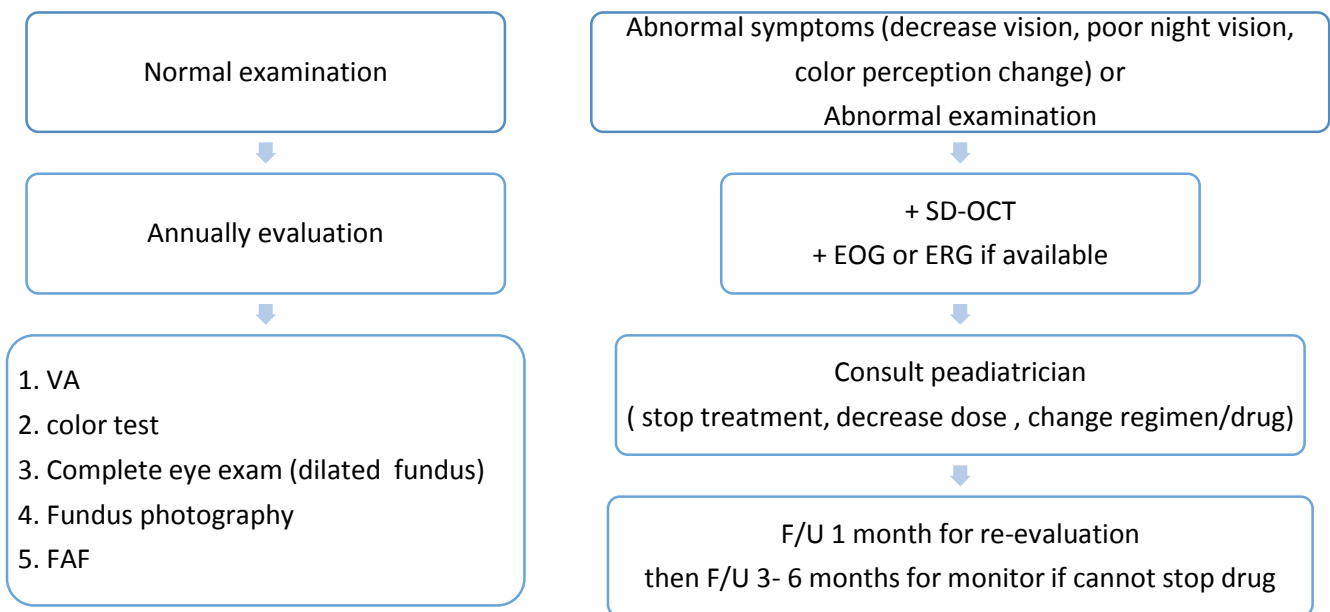 Normal examination
Annually evaluation
1. VA
2. color test
3. Complete eye exam (dilated fundus)
4. Fundus photography
5. FAF
Abnormal symptoms (decrease vision, poor night vision,
color perception change) or
Abnormal examination
+ SD-OCT
+ EOG or ERG if available
Consult peadiatrician
( stop treatment, decrease dose , change regimen/drug)
F/U 1 month for re-evaluation
then F/U 3- 6 months for monitor if cannot stop drug